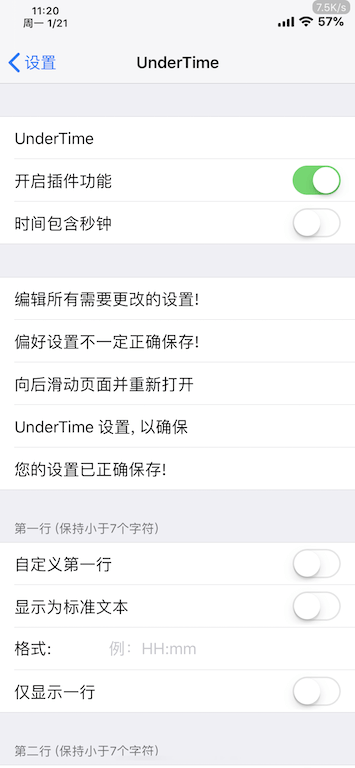 7.5K/s
11:20
周一 1/21
57%
设置
UnderTime
UnderTime
开启插件功能
时间包含秒钟
编辑所有需要更改的设置!
偏好设置不一定正确保存!
向后滑动页面并重新打开
UnderTime 设置, 以确保
您的设置已正确保存!
第一行 (保持小于7个字符)
自定义第一行
显示为标准文本
格式: 例：HH:mm
仅显示一行
第二行 (保持小于7个字符)